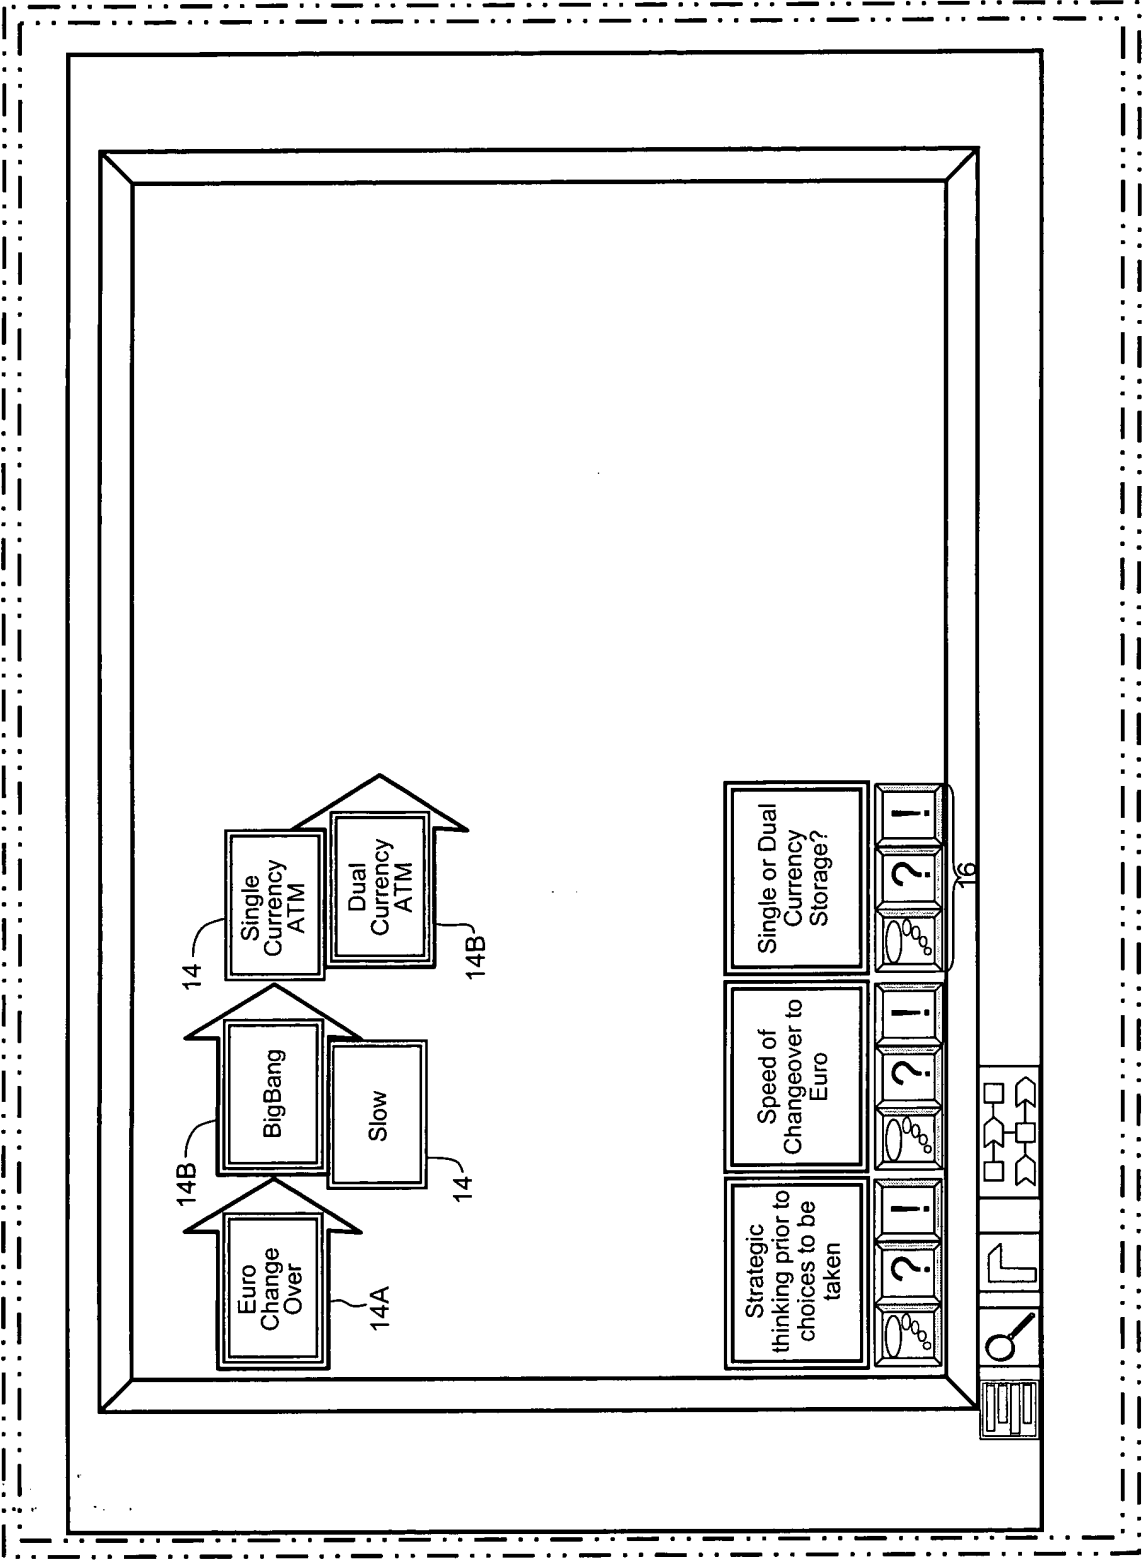 14
Single
Currency
ATM
14B
BigBang
Euro
Change
Over
Dual
Currency
ATM
14B
Slow
14
14A
Strategic
thinking prior to
choices to be
taken
Speed of
Changeover to
Euro
Single or Dual
Currency
Storage?
? !
? !
? !
16